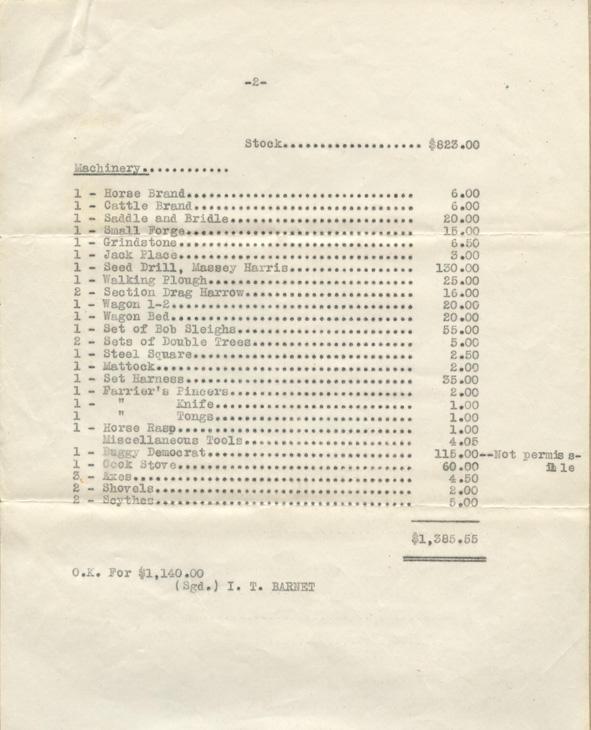 -2-
Stock.................... $823.00
Machinery............
1 - Horse Brand................................. 6.00
1 - Cattle Brand................................ 6.00
1 - Saddle and Bridle........................... 20.00
1 - Small Forge................................. 15.00
1 - Grindstone.................................. 6.50
1 - Jack Place.................................. 3.00
1 - Seed Drill, Massey Harris.................. 130.00
1 - Walking Plough.............................. 25.00
2 - Section Drag Harrow......................... 16.00
1 - Wagon 1-2................................... 20.00
1 - Wagon Bed................................... 20.00
1 - Set of Bob Sleighs.......................... 55.00
2 - Sets of Double Trees........................ 5.00
1 - Steel Square................................ 2.50
1 - Mattock..................................... 2.00
1 - Set Harness................................. 35.00
1 - Farrier's Pincers........................... 2.00
1 - " Knife............................ 1.00
1 " Tongs............................ 1.00
1 - Horse Rasp.................................. 1.00
Miscellaneous Tools......................... 4.05
1 - Buggy Democrat.............................. 115.00--Not permis-
1 - Cook Stove.................................. 60.00 ible
3 - Axes........................................ 4.50
2 - Shovels..................................... 2.00
2 - Scythes..................................... 5.00
$1,385.55
O.K. For $1,140.00
(Sgd.) I. T. BARNET